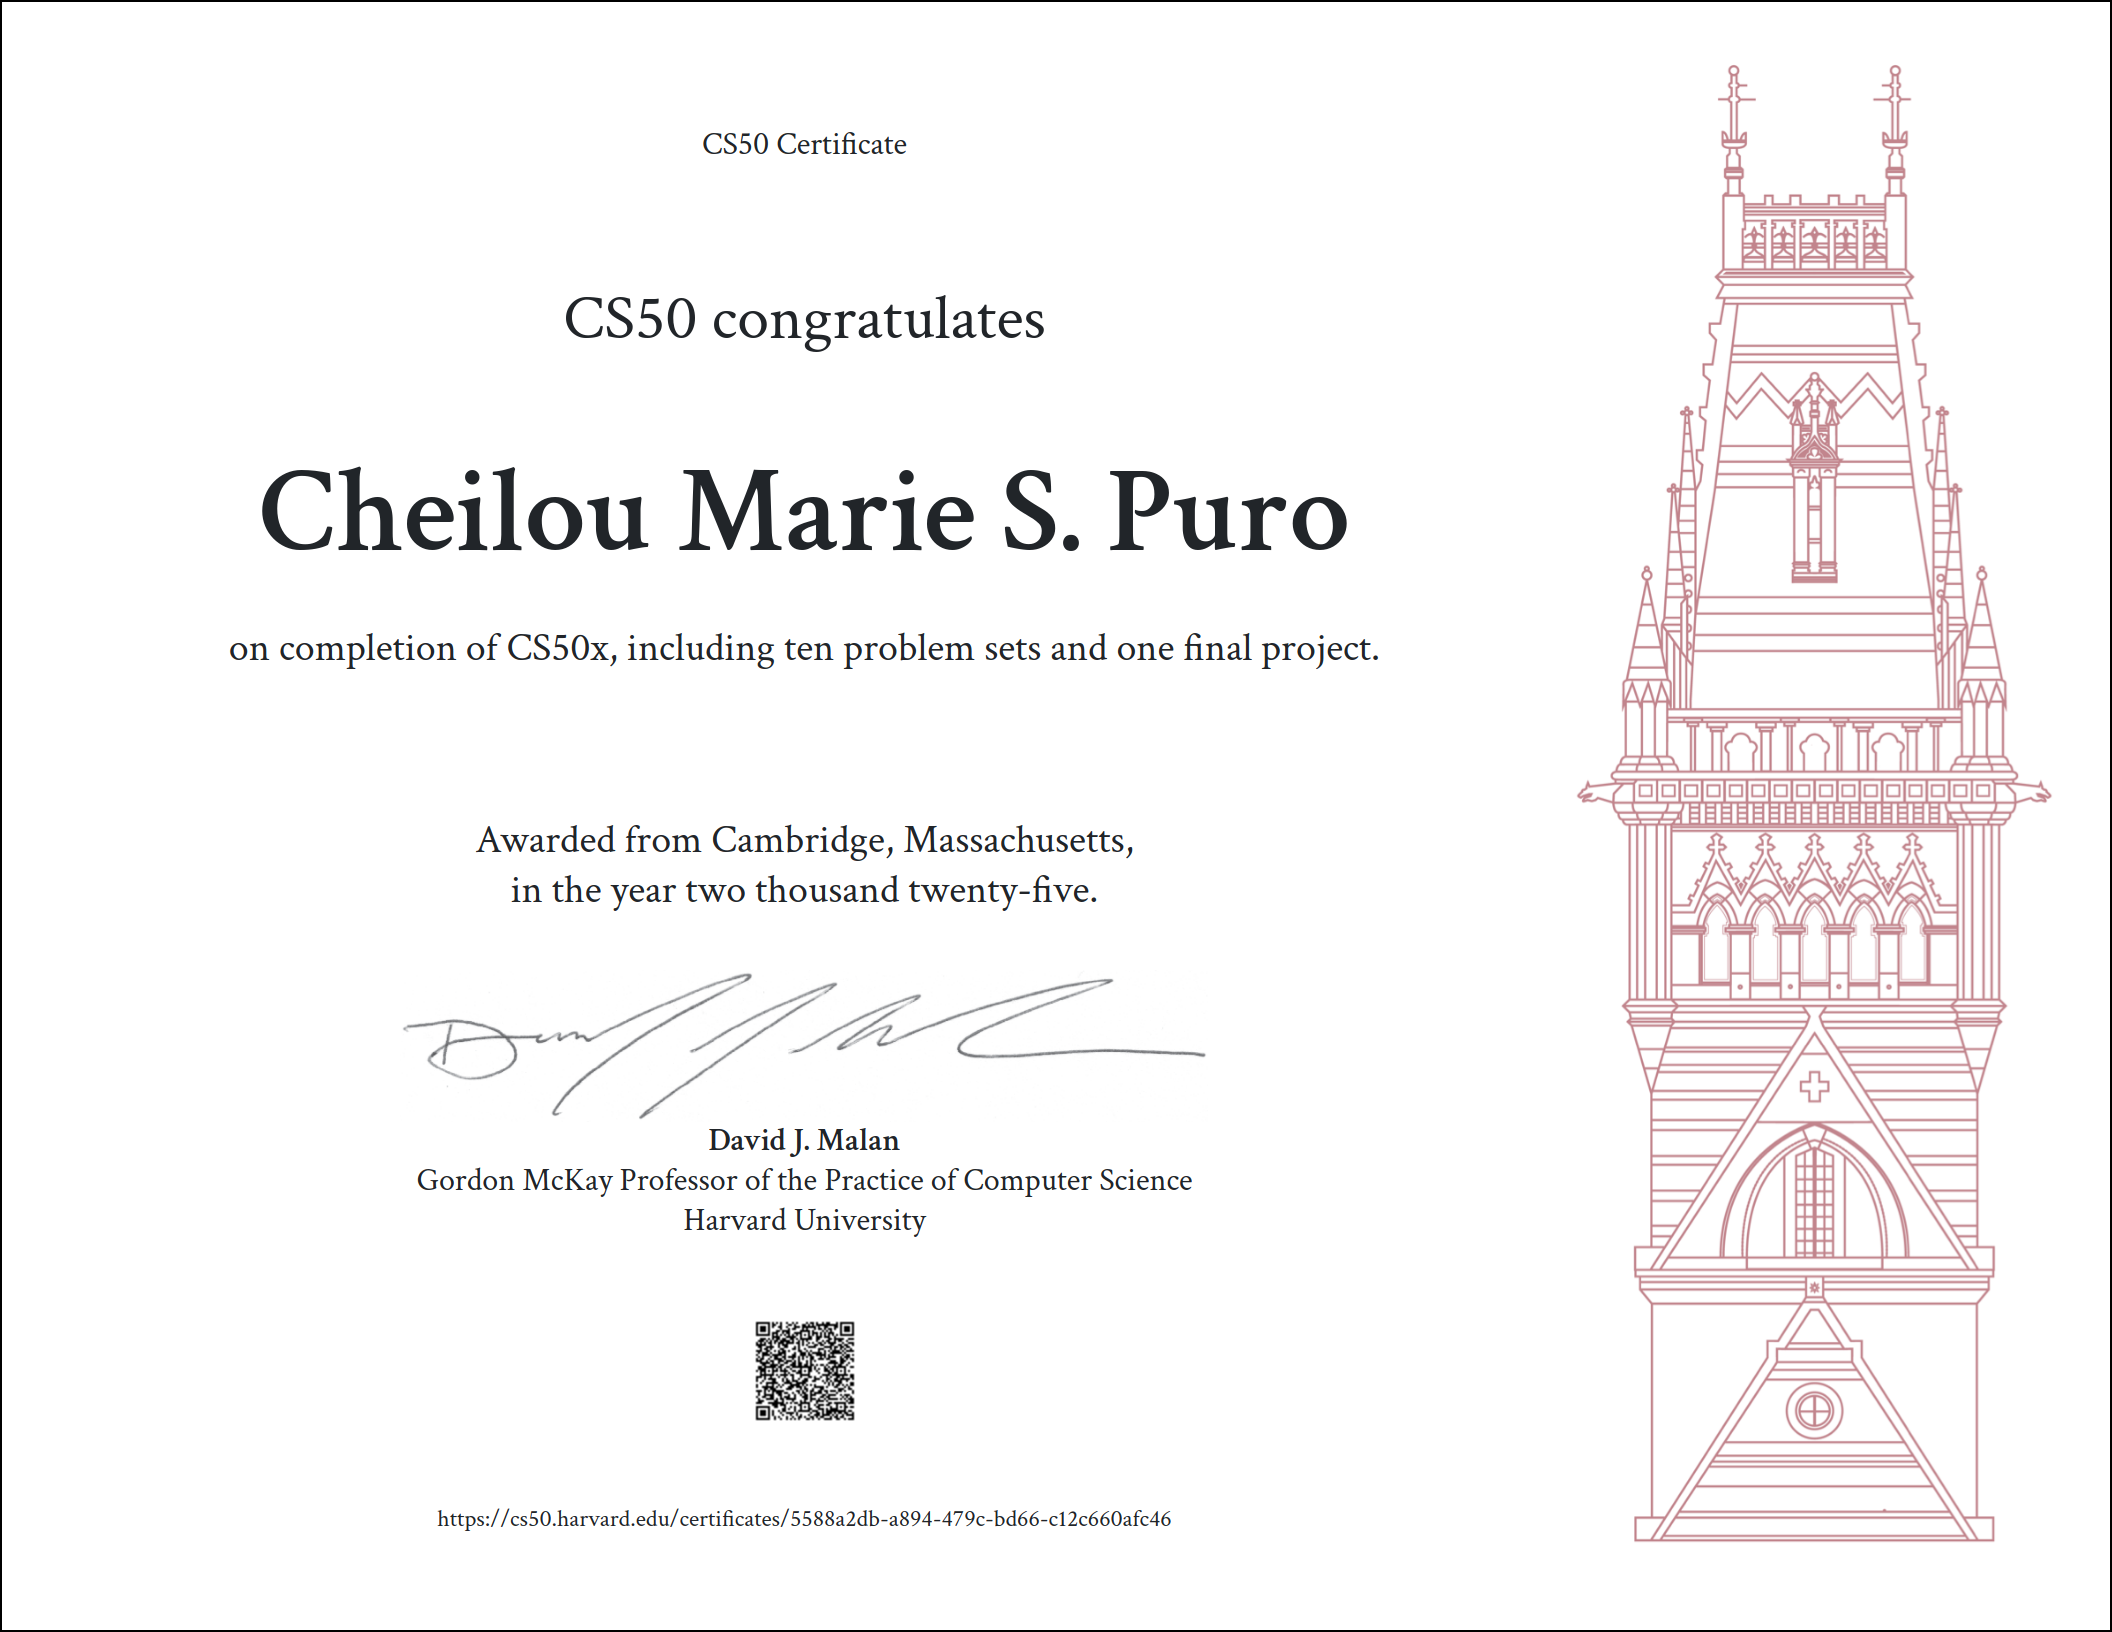 CS50 Certificate
CS50 congratulates
Cheilou Marie S. Puro
on completion of CS50x, including ten problem sets and one final project.
Awarded from Cambridge, Massachusetts,
in the year two thousand twenty-five.
David J. Malan
Gordon McKay Professor of the Practice of Computer Science
Harvard University
https://cs50.harvard.edu/certificates/5588a2db-a894-479c-bd66-c12c660afc46